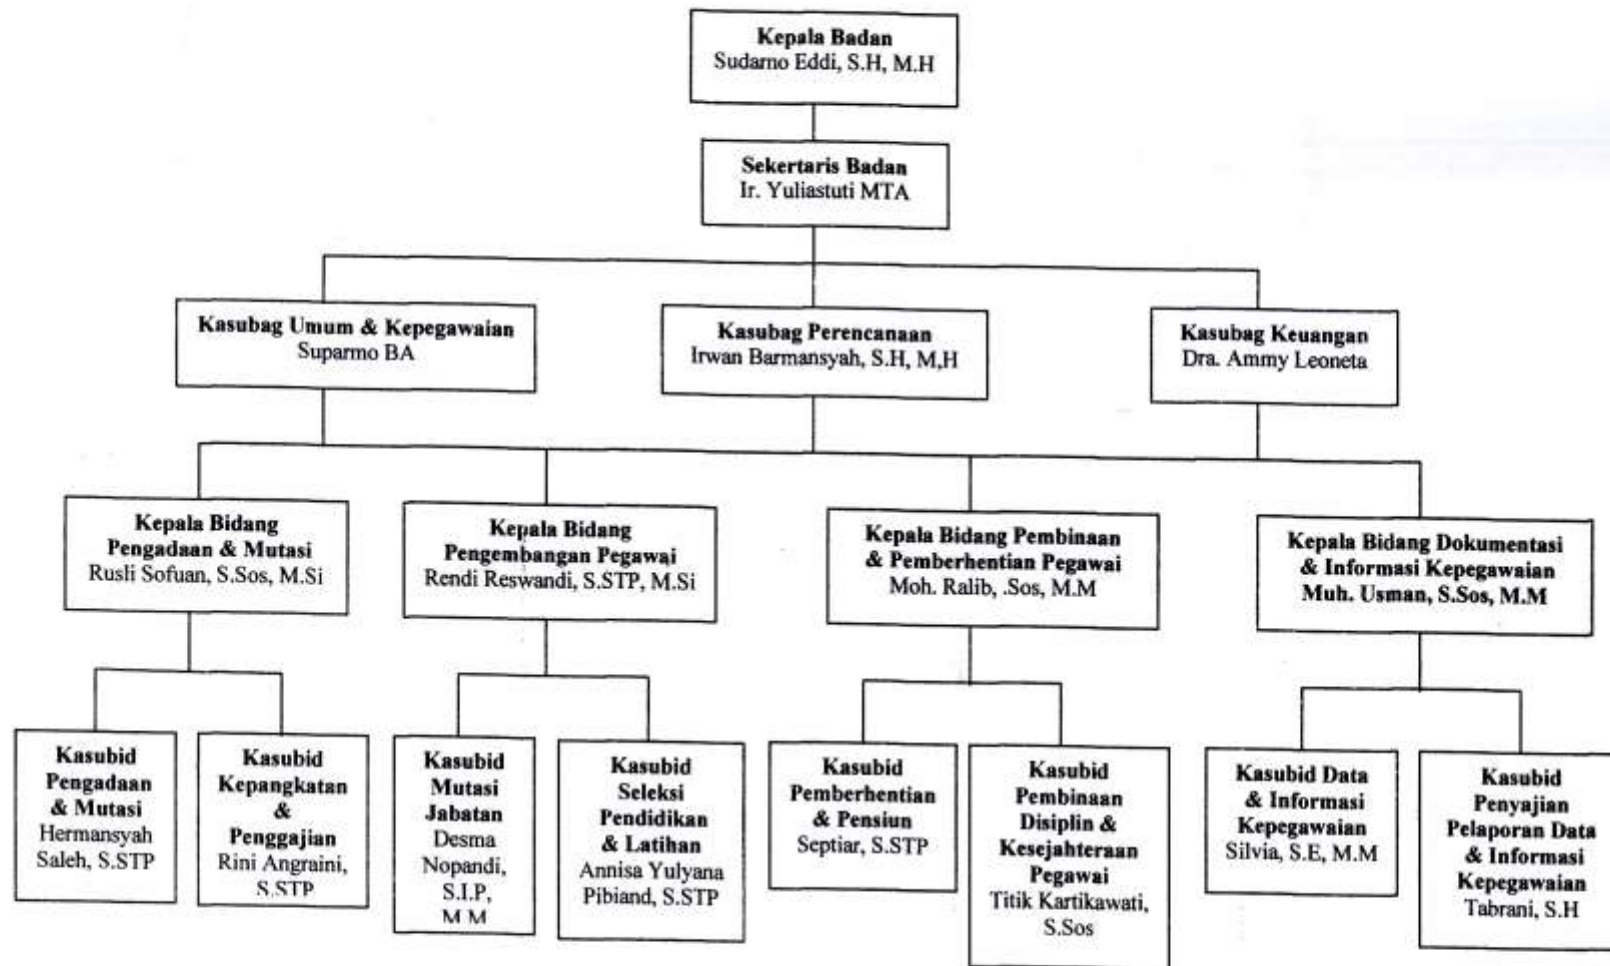 Kepala Badan
Sudarno Eddi, S.H, M.H
Sekertaris Badan
Ir. Yuliastuti MTA
Kasubag Umum & Kepegawaian
Suparmo BA
Kasubag Perencanaan
Irwan Barmansyah, S.H, M,H
Kasubag Keuangan
Dra. Ammy Leoneta
Kepala Bidang
Pengadaan & Mutasi
Rusli Sofuan, S.Sos, M.Si
Kepala Bidang
Pengembangan Pegawai
Rendi Reswandi, S.STP, M.Si
Kepala Bidang Pembinaan
& Pemberhentian Pegawai
Moh. Ralib, .Sos, M.M
Kepala Bidang Dokumentasi
& Informasi Kepegawaian
Muh. Usman, S.Sos, M.M
Kasubid
Pengadaan
& Mutasi
Hermansyah
Saleh, S.STP
Kasubid
Kepangkatan
&
Penggajian
Rini Angraini,
S.STP
Kasubid
Mutasi
Jabatan
Desma
Nopandi,
S.I.P,
M.M
Kasubid
Seleksi
Pendidikan
& Latihan
Annisa Yulyana
Pibiand, S.STP
Kasubid
Pemberhentian
& Pensiun
Septiar, S.STP
Kasubid
Pembinaan
Disiplin &
Kesejahteraan
Pegawai
Titik Kartikawati,
S.Sos
Kasubid Data
& Informasi
Kepegawaian
Silvia, S.E, M.M
Kasubid
Penyajian
Pelaporan Data
& Informasi
Kepegawaian
Tabrani, S.H